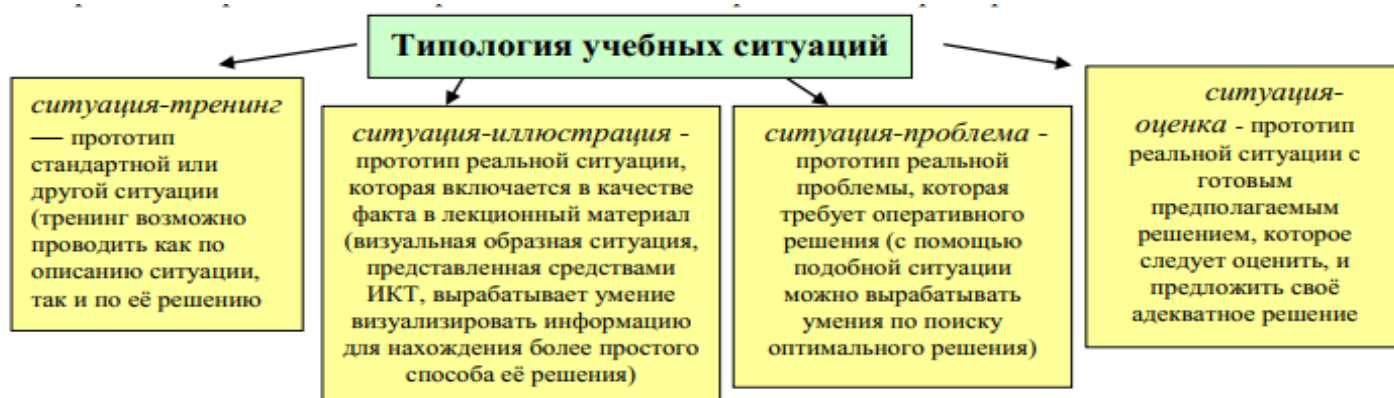 Типология учебных ситуаций
ситуация-тренинг
— прототип
стандартной или
другой ситуации
(тренинг возможно
проводить как по
описанию ситуации,
так и по её решению
ситуация-иллюстрация -
прототип реальной ситуации,
которая включается в качестве
факта в лекционный материал
(визуальная образная ситуация,
представленная средствами
ИКТ, вырабатывает умение
визуализировать информацию
для нахождения более простого
способа её решения)
ситуация-проблема -
прототип реальной
проблемы, которая
требует оперативного
решения (с помощью
подобной ситуации
можно вырабатывать
умения по поиску
оптимального решения)
ситуация-
оценка - прототип
реальной ситуации с
готовым
предполагаемым
решением, которое
следует оценить, и
предложить своё
адекватное решение